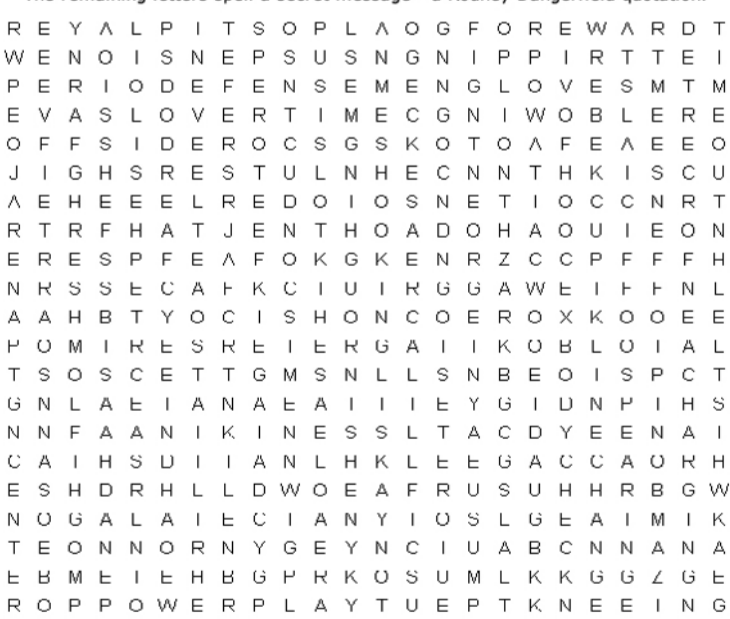 The remaining letters spell a secret message - a Rodney Dangerfield quotation.
R E Y A L P I T S O P L A O G F O R E W A R D T
W E N O I S N E P S U S N G N I P P I R T T E I
P E R I O D E F E N S E M E N G L O V E S M T M
E V A S L O V E R T I M E C G N I W O B L E R E
O F F S I D E R O C S G S K O T O A F E A E E O
J I G H S R E S T U L N H E C N N T H K I S C U
A E H E E E L R E D O I O S N E T I O C C N R T
R T R F H A T J E N T H O A D O H A O U I E O N
E R E S P F E A F O K G K E N R Z C C P F F F H
N R S S E C A F K C I U I R G G A W E I F F N L
A A H B T Y O C I S H O N C O E R O X K O O E E
P O M I R E S R E I E R G A I I K O B L O I A L
T S O S C E T T G M S N L L S N B E O I S P C T
G N L A E I A N A E A I I I E Y G I D N P I H S
N N F A A N I K I N E S S L T A C D Y E E N A I
C A I H S D I I A N L H K L E E G A C C A O R H
E S H D R H L L D W O E A F R U S U H H R B G W
N O G A L A I E C I A N Y I O S L G E A I M I K
T E O N N O R N Y G E Y N C I U A B C N N A N A
E B M E I E H B G P R K O S U M L K K G G Z G E
R O P P O W E R P L A Y T U E P T K N E E I N G